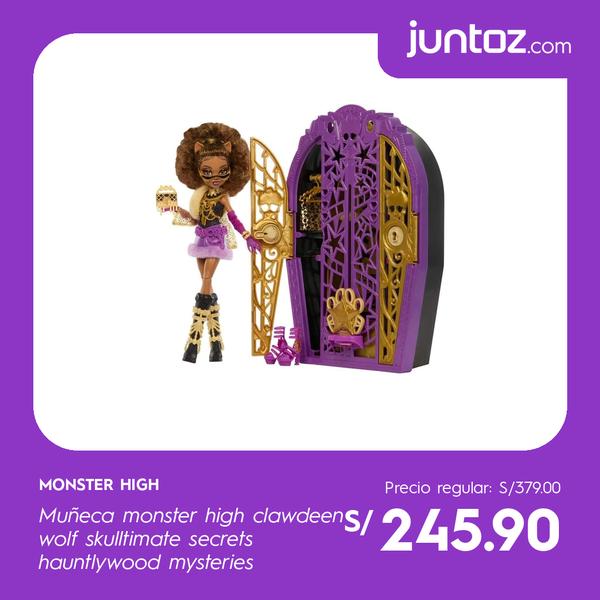 juntoz.com
MONSTER HIGH
Muñeca monster high clawdeen
wolf skulltimate secrets
hauntlywood mysteries
Precio regular: S/379.00
S/ 245.90